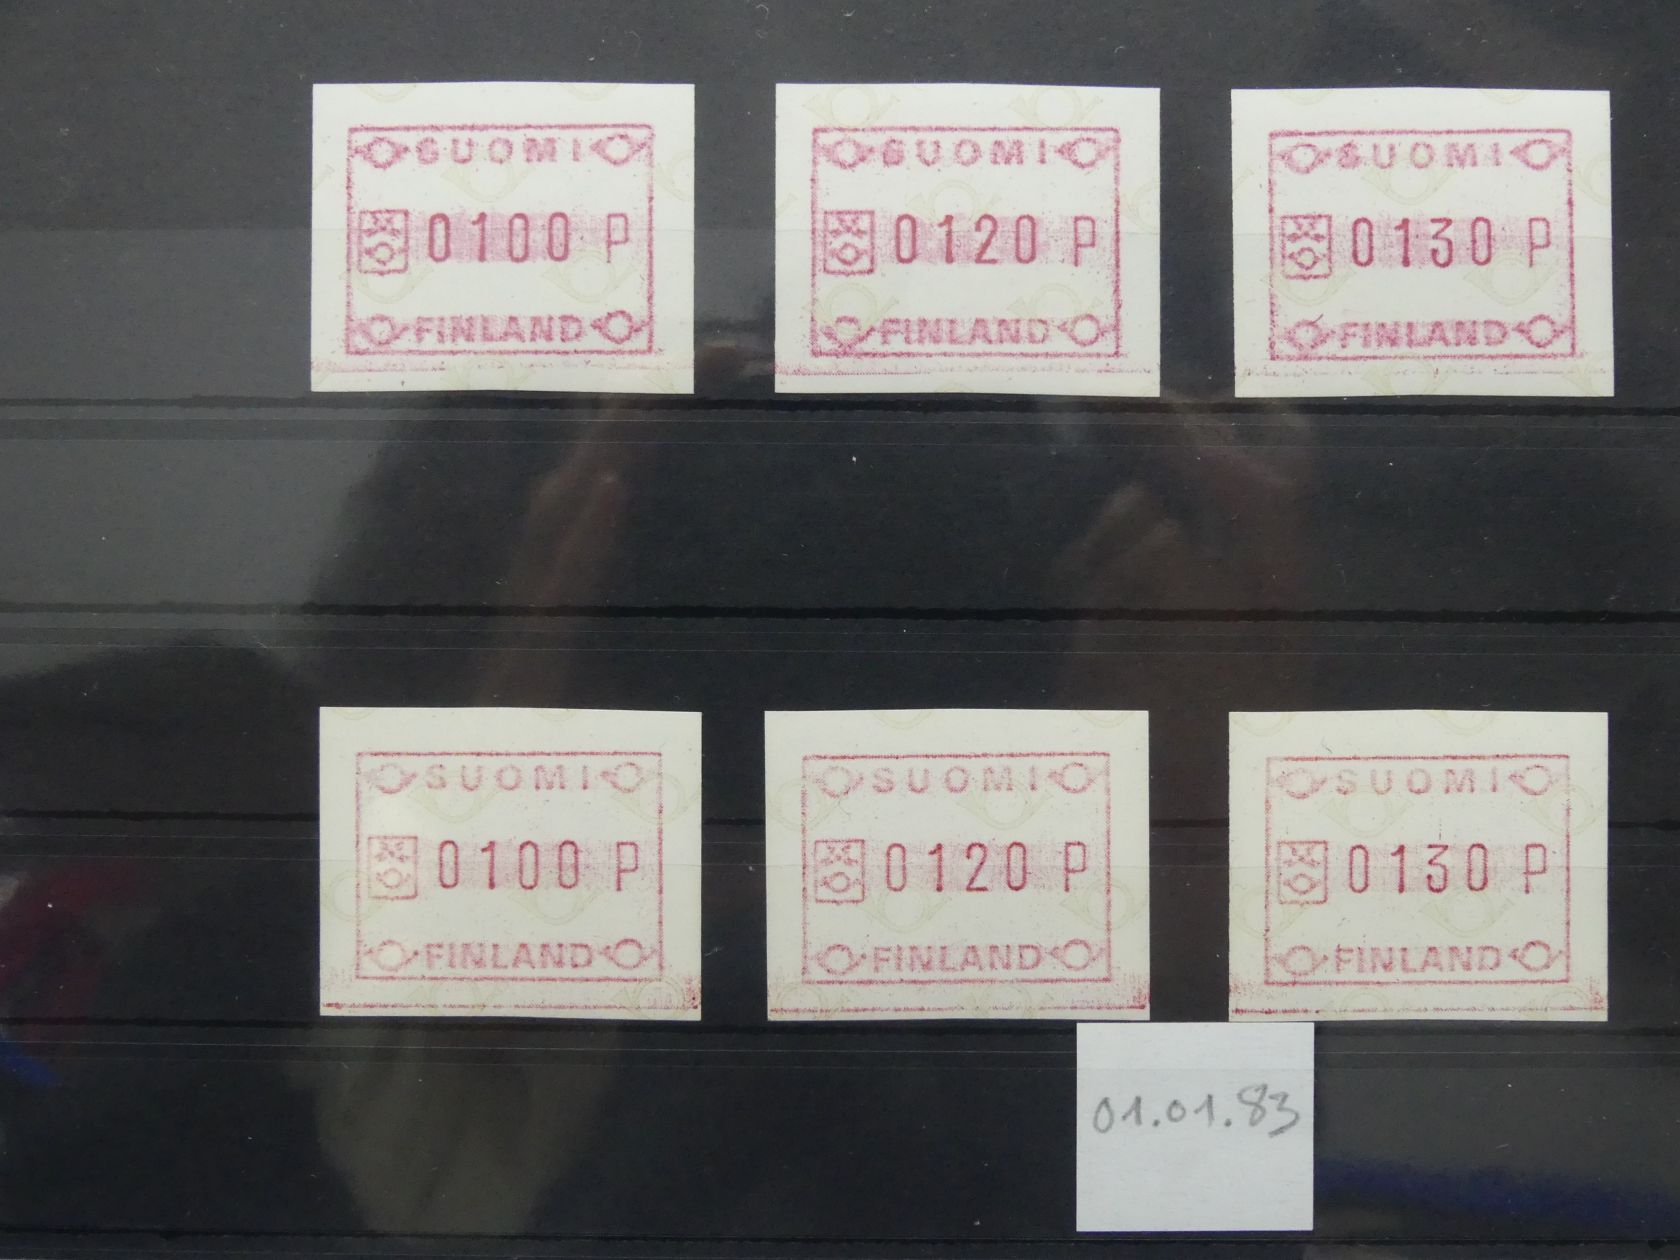 SUOMI
0100 P
FINLAND
SUOMI
0120 P
FINLAND
SUOMI
0130 P
FINLAND
SUOMI
0100 P
FINLAND
SUOMI
0120 P
FINLAND
SUOMI
0130 P
FINLAND
01.01.83